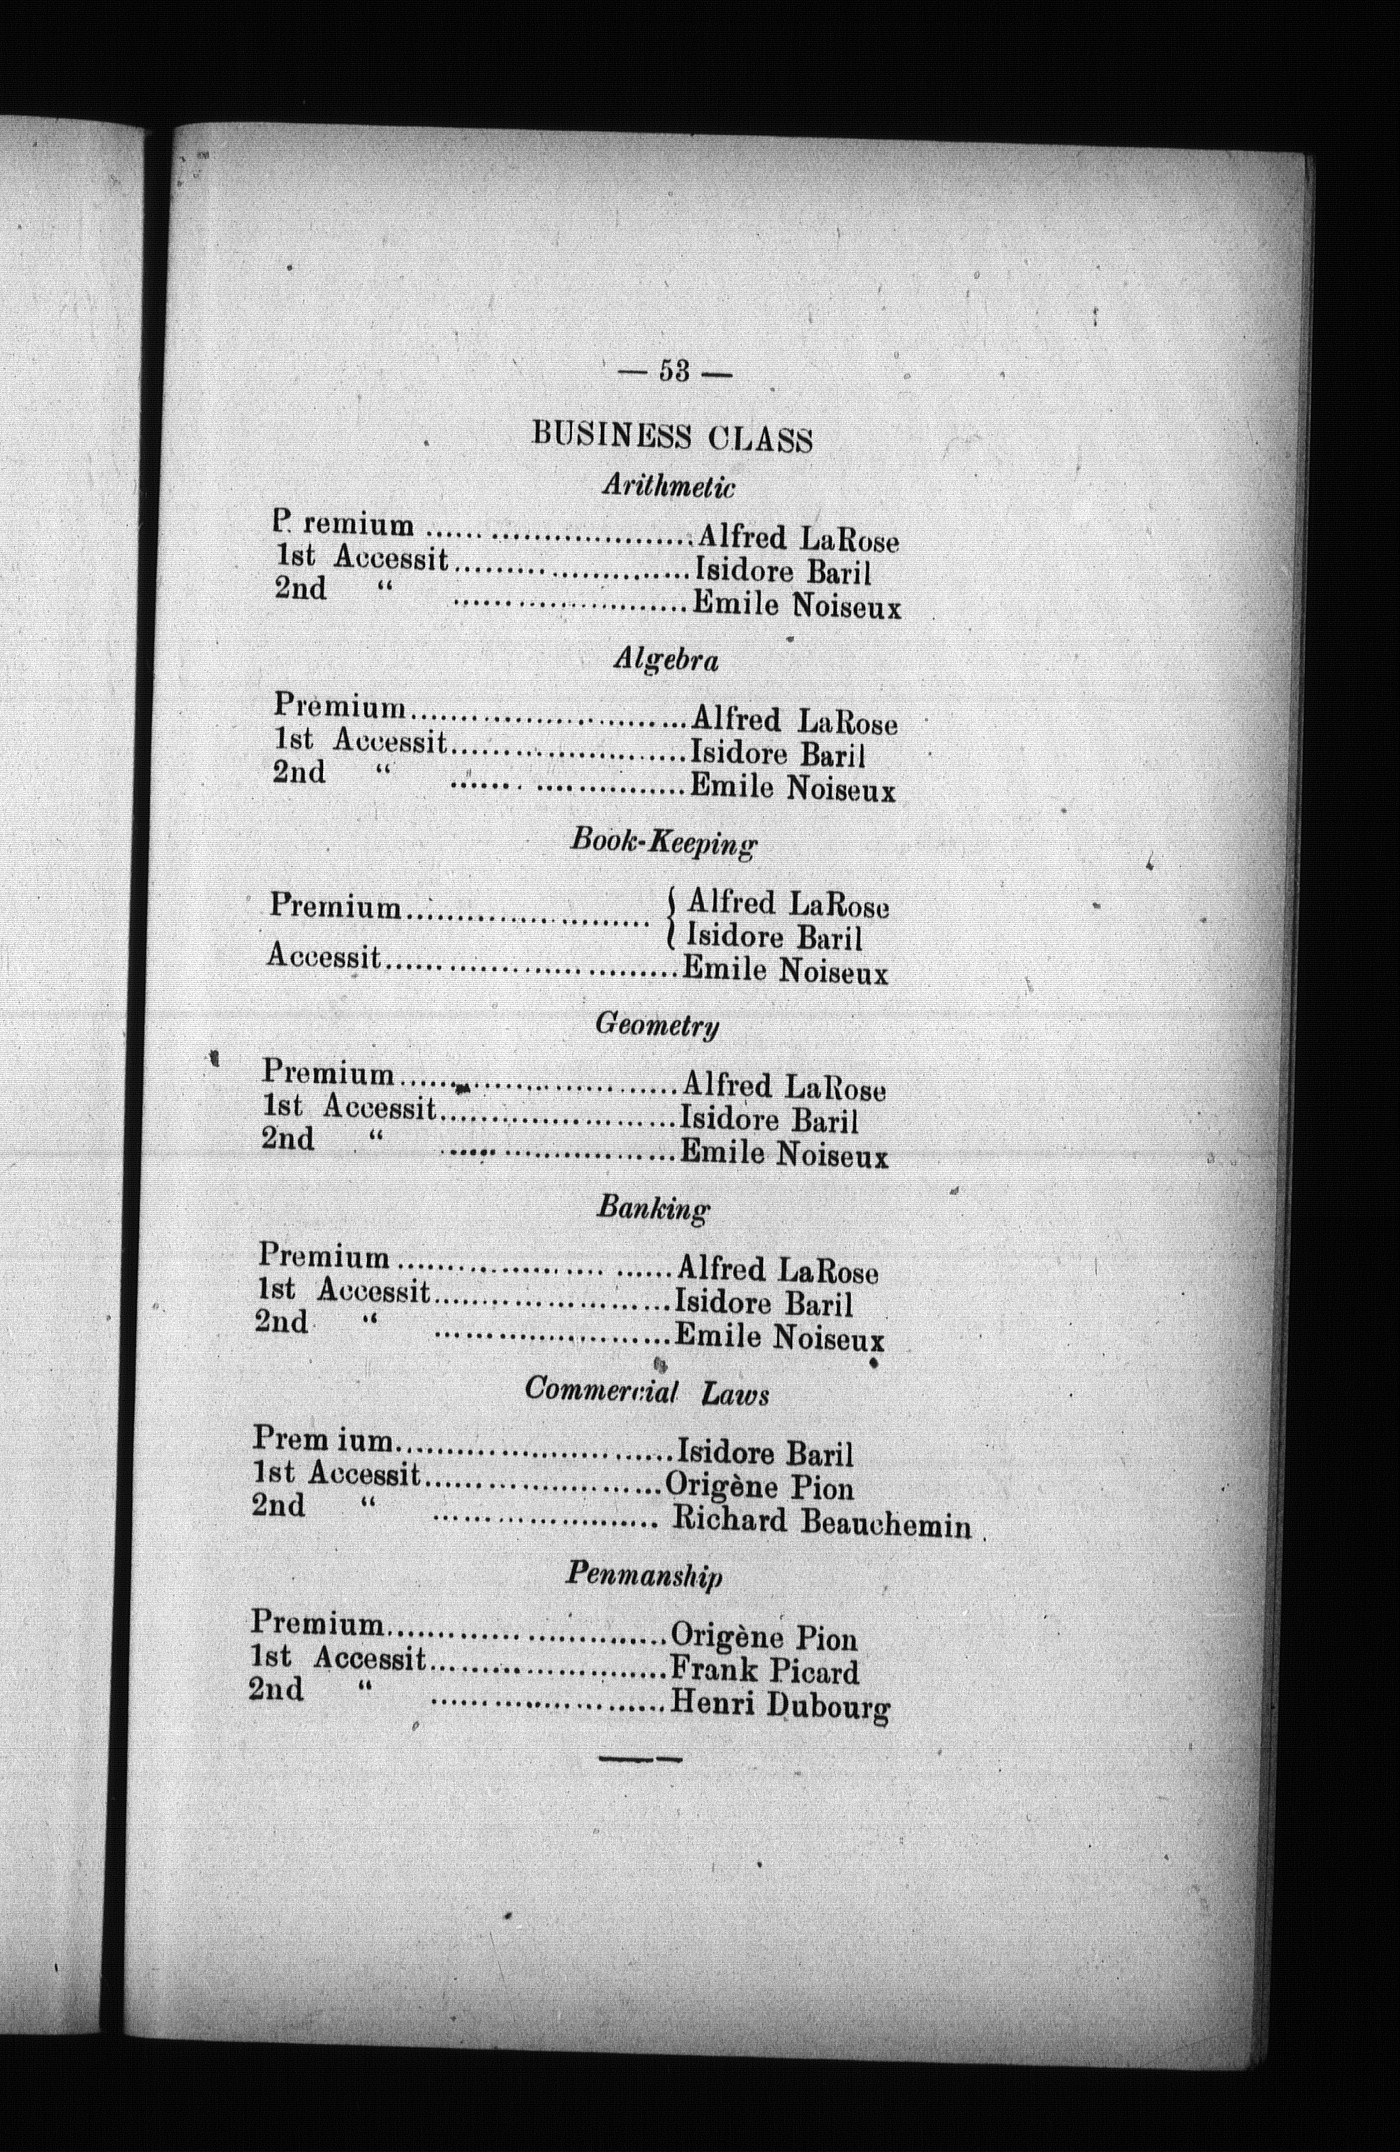 — 53 —
BUSINESS CLASS
Arithmetic
P. remium ..............................Alfred LaRose
1st Accessit..........................Isidore Baril
2nd “ ..........................Emile Noiseux
Algebra
Premium..............................Alfred LaRose
1st Accessit..........................Isidore Baril
2nd “ ..........................Emile Noiseux
Book-Keeping
Premium.......................... { Alfred LaRose
{ Isidore Baril
Accessit..............................Emile Noiseux
Geometry
Premium..............................Alfred LaRose
1st Accessit..........................Isidore Baril
2nd “ ..........................Emile Noiseux
Banking
Premium ..............................Alfred LaRose
1st Accessit..........................Isidore Baril
2nd “ ..........................Emile Noiseux
Commercial Laws
Prem ium..............................Isidore Baril
1st Accessit..........................Origène Pion
2nd “ .......................... Richard Beauchemin
Penmanship
Premium..............................Origène Pion
1st Accessit..........................Frank Picard
2nd “ ..........................Henri Dubourg